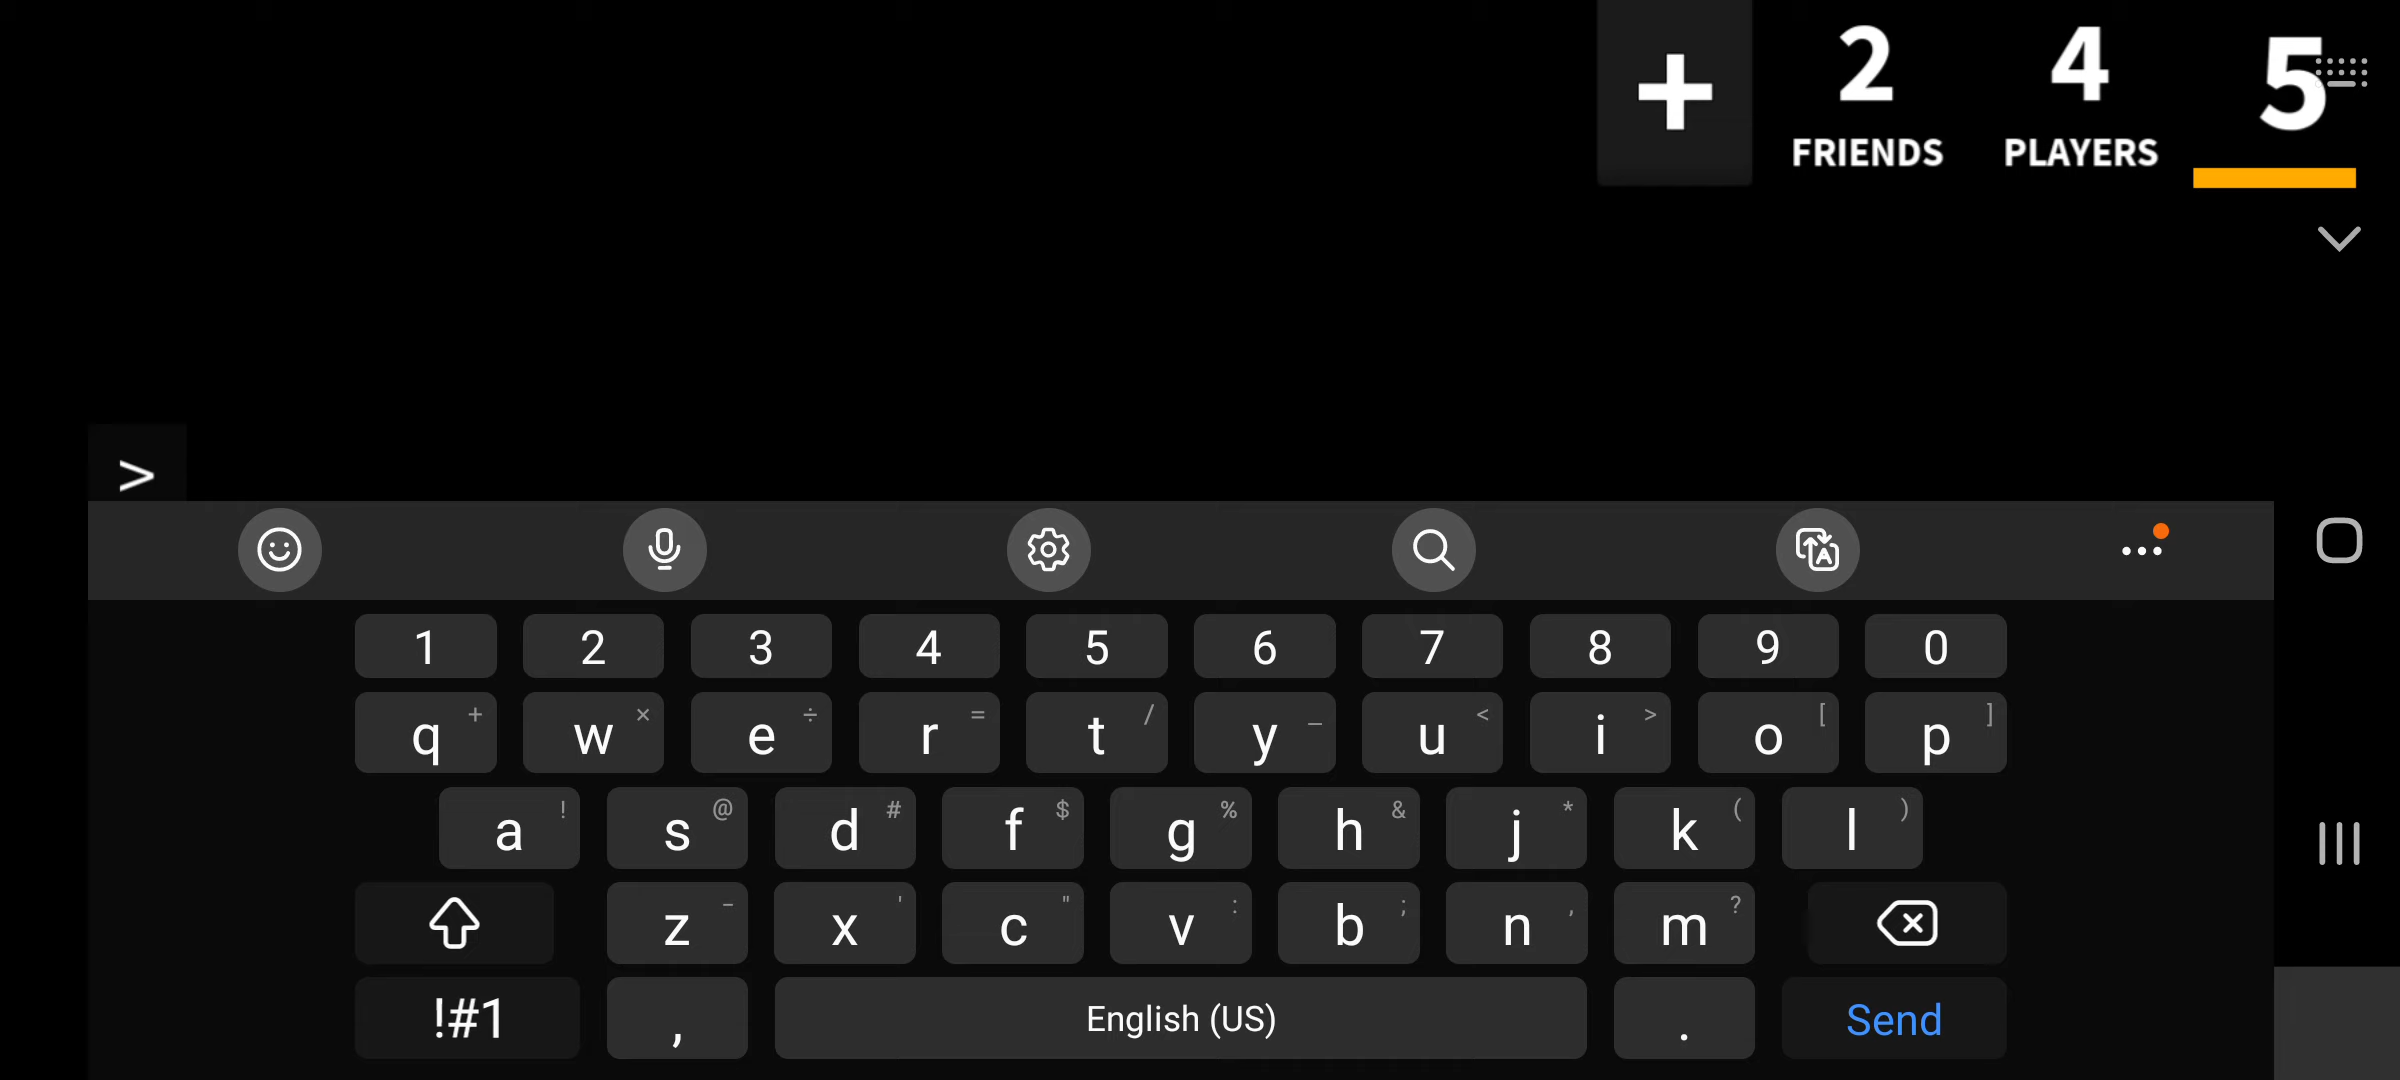 + 2 4 5
FRIENDS PLAYERS
>
1 2 3 4 5 6 7 8 9 0
q + w × e ÷ r = t / y _ u < i > o [ p ]
a ! s @ d # f $ g % h & j * k ( l )
z - x ' c " v : b ; n , m ?
!#1 , English (US) . Send